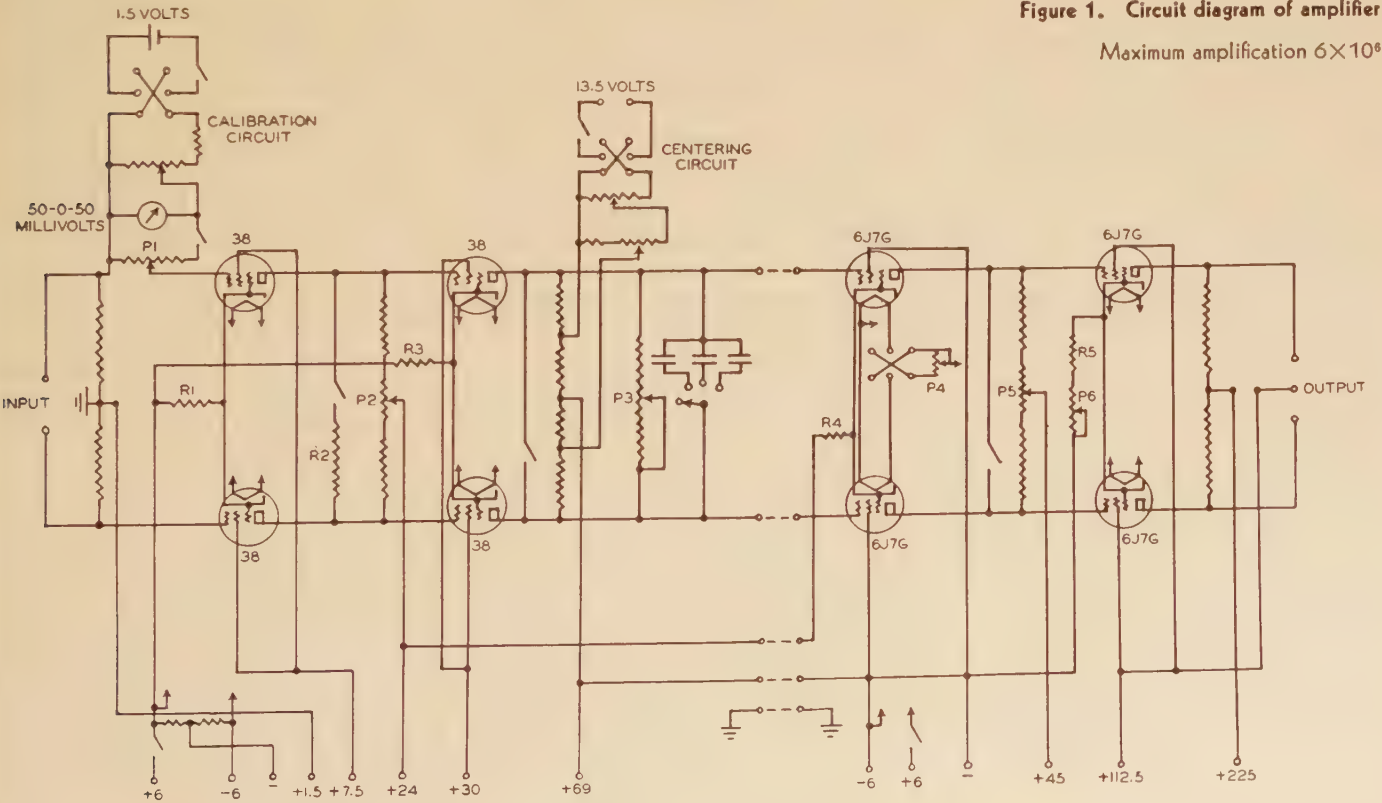 Figure 1. Circuit diagram of amplifier
Maximum amplification 6×10⁶
1.5 VOLTS
CALIBRATION
CIRCUIT
50-0-50
MILLIVOLTS
P1
13.5 VOLTS
CENTERING
CIRCUIT
38
38
6J7G
6J7G
INPUT
R1
R2
P2
R3
P3
R4
P4
P5
R5
P6
OUTPUT
38
38
6J7G
6J7G
+6
-6
-
+1.5
+7.5
+24
+30
+69
-6
+6
-
+45
+112.5
+225